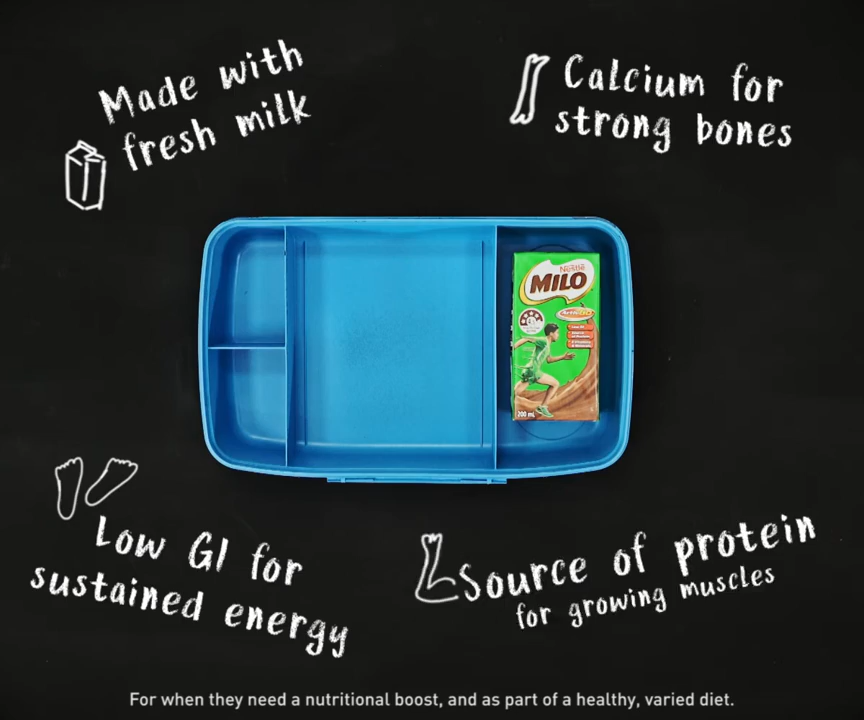 Made with
fresh milk
Calcium for
strong bones
Nestlé
MILO
200 mL
Low GI for
sustained energy
Source of protein
for growing muscles
For when they need a nutritional boost, and as part of a healthy, varied diet.